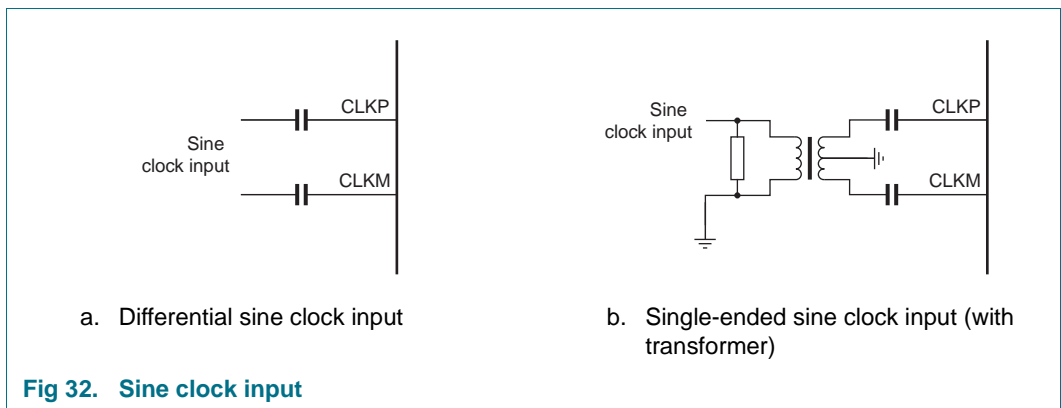 CLKP
Sine
clock input
CLKM
Sine
clock input
CLKP
CLKM
a. Differential sine clock input
b. Single-ended sine clock input (with
transformer)
Fig 32. Sine clock input